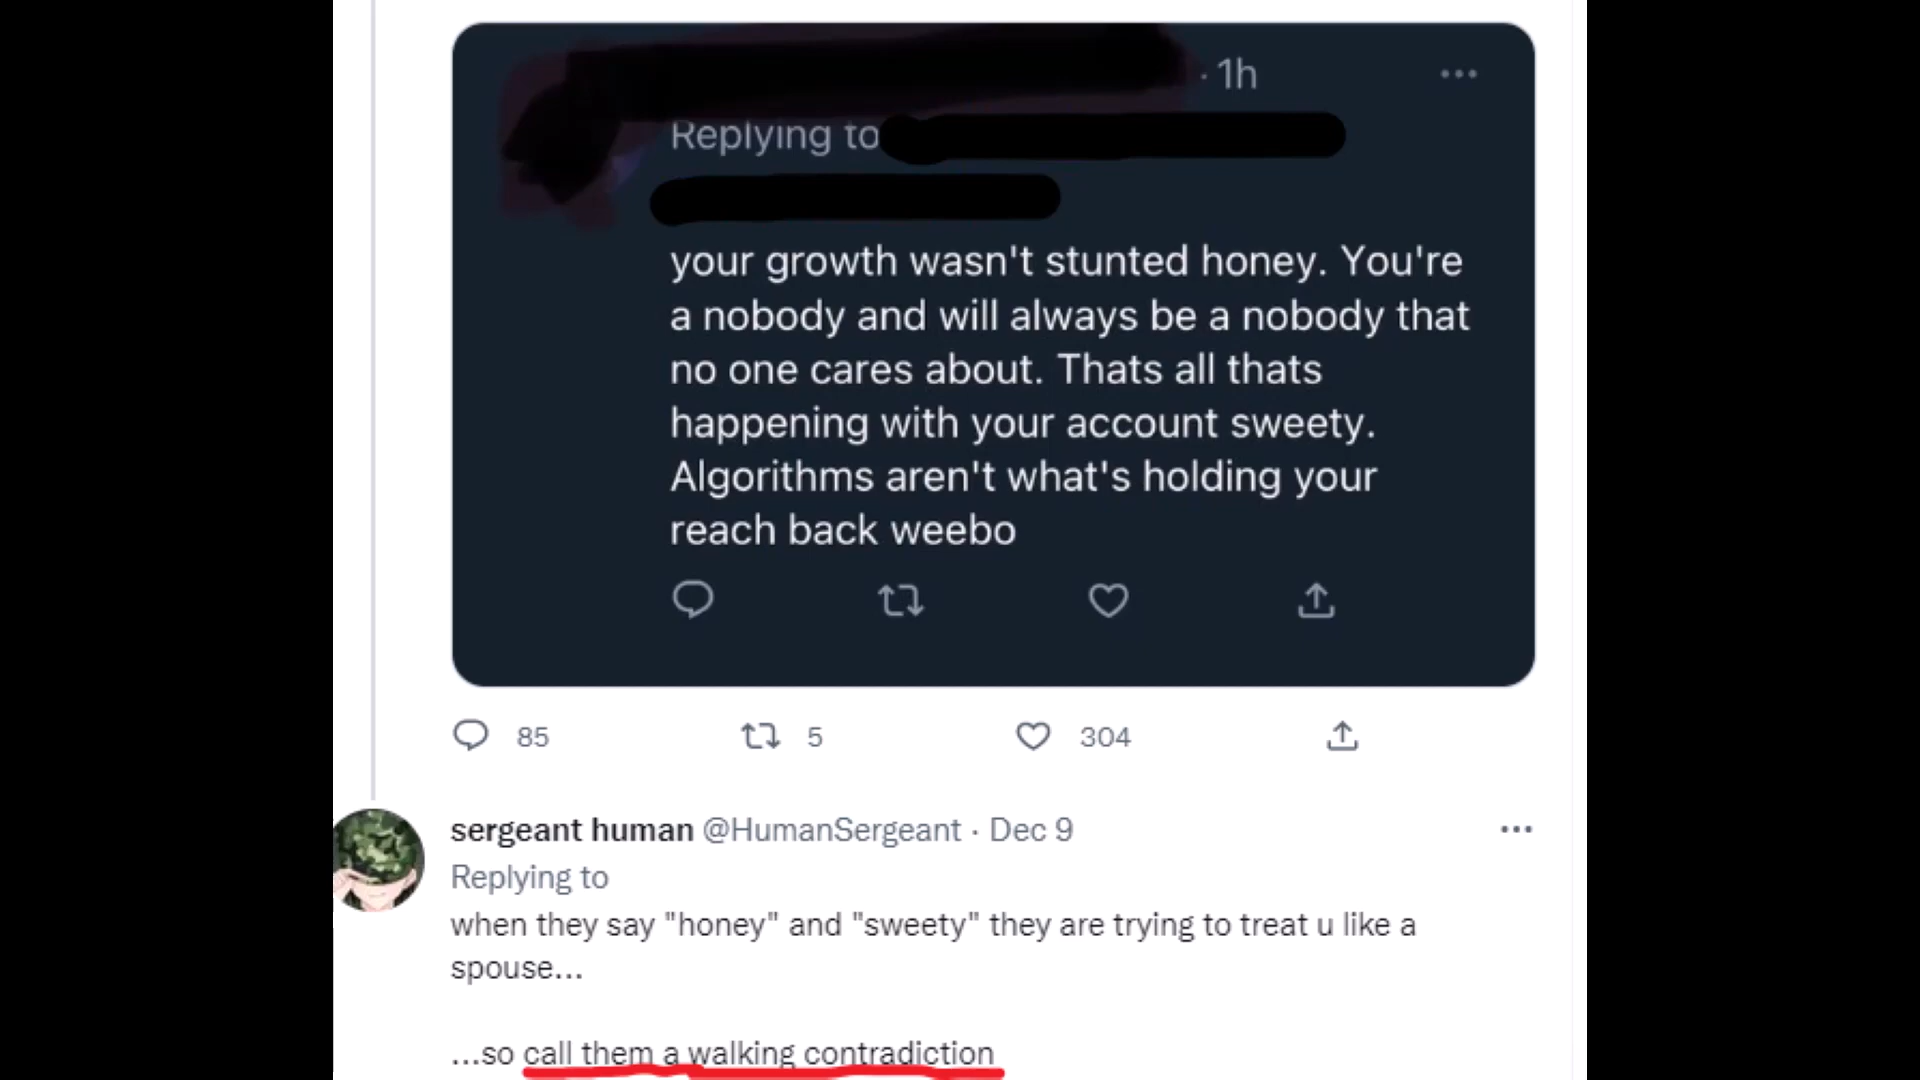 · 1h
Replying to
your growth wasn't stunted honey. You're
a nobody and will always be a nobody that
no one cares about. Thats all thats
happening with your account sweety.
Algorithms aren't what's holding your
reach back weebo
85 5 304
sergeant human @HumanSergeant · Dec 9
Replying to
when they say "honey" and "sweety" they are trying to treat u like a
spouse...
...so call them a walking contradiction